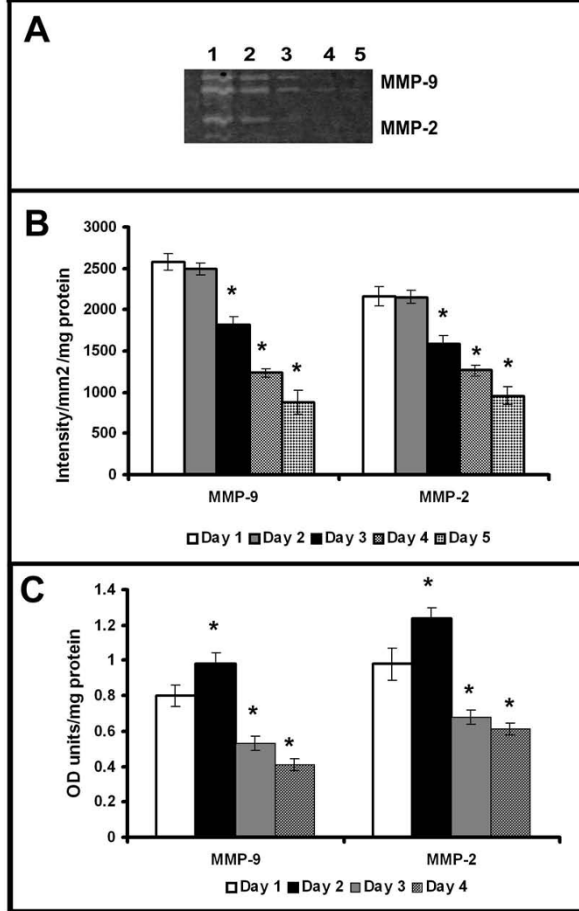 A
1 2 3 4 5
MMP-9
MMP-2
B
3000
2500
2000
1500
1000
500
0
Intensity/mm2 /mg protein
* * *
* * *
MMP-9 MMP-2
Day 1 Day 2 Day 3 Day 4 Day 5
C
1.4
1.2
1
0.8
0.6
0.4
0.2
0
OD units/mg protein
* * *
* * *
MMP-9 MMP-2
Day 1 Day 2 Day 3 Day 4